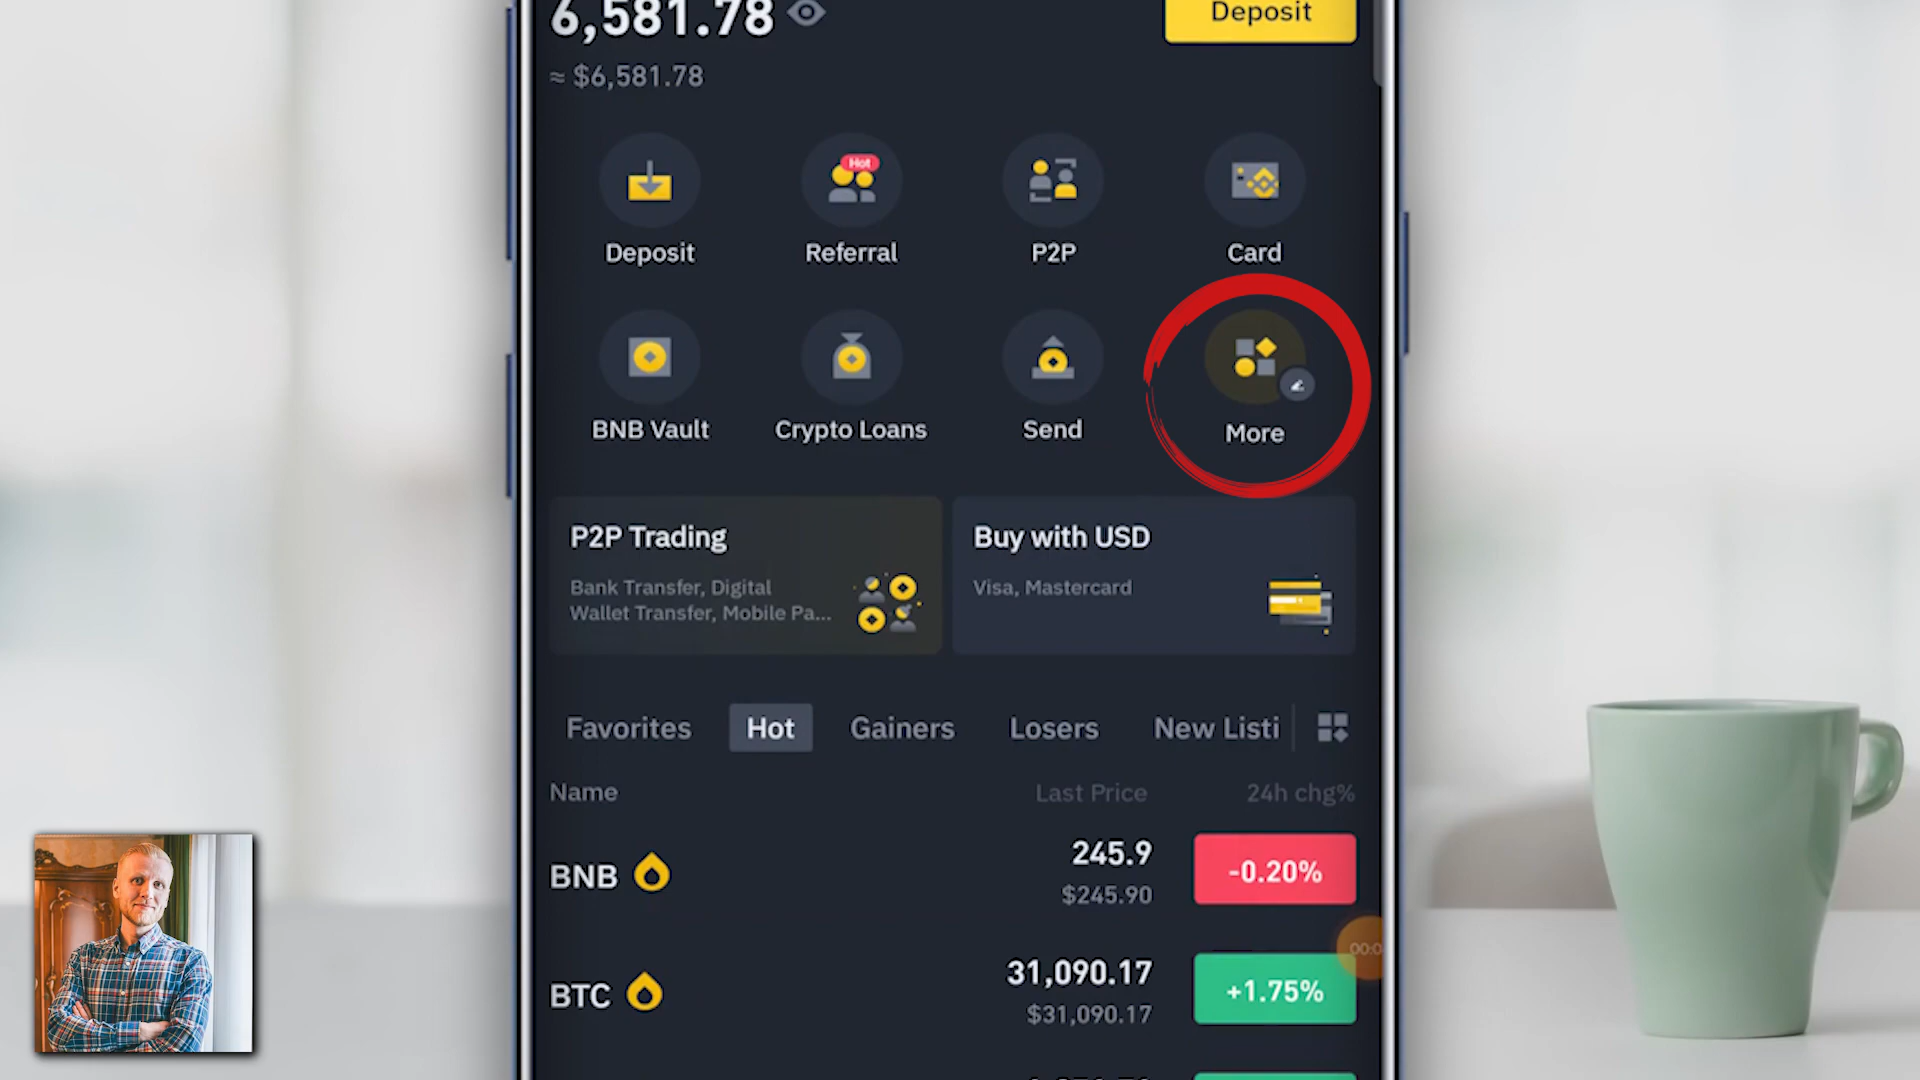 6,581.78
Deposit
≈ $6,581.78
Hot
Deposit
Referral
P2P
Card
BNB Vault
Crypto Loans
Send
More
P2P Trading
Buy with USD
Bank Transfer, Digital
Wallet Transfer, Mobile Pa...
Visa, Mastercard
Favorites
Hot
Gainers
Losers
New Listi
Name
Last Price
24h chg%
BNB
245.9
$245.90
-0.20%
BTC
31,090.17
$31,090.17
+1.75%
00:0